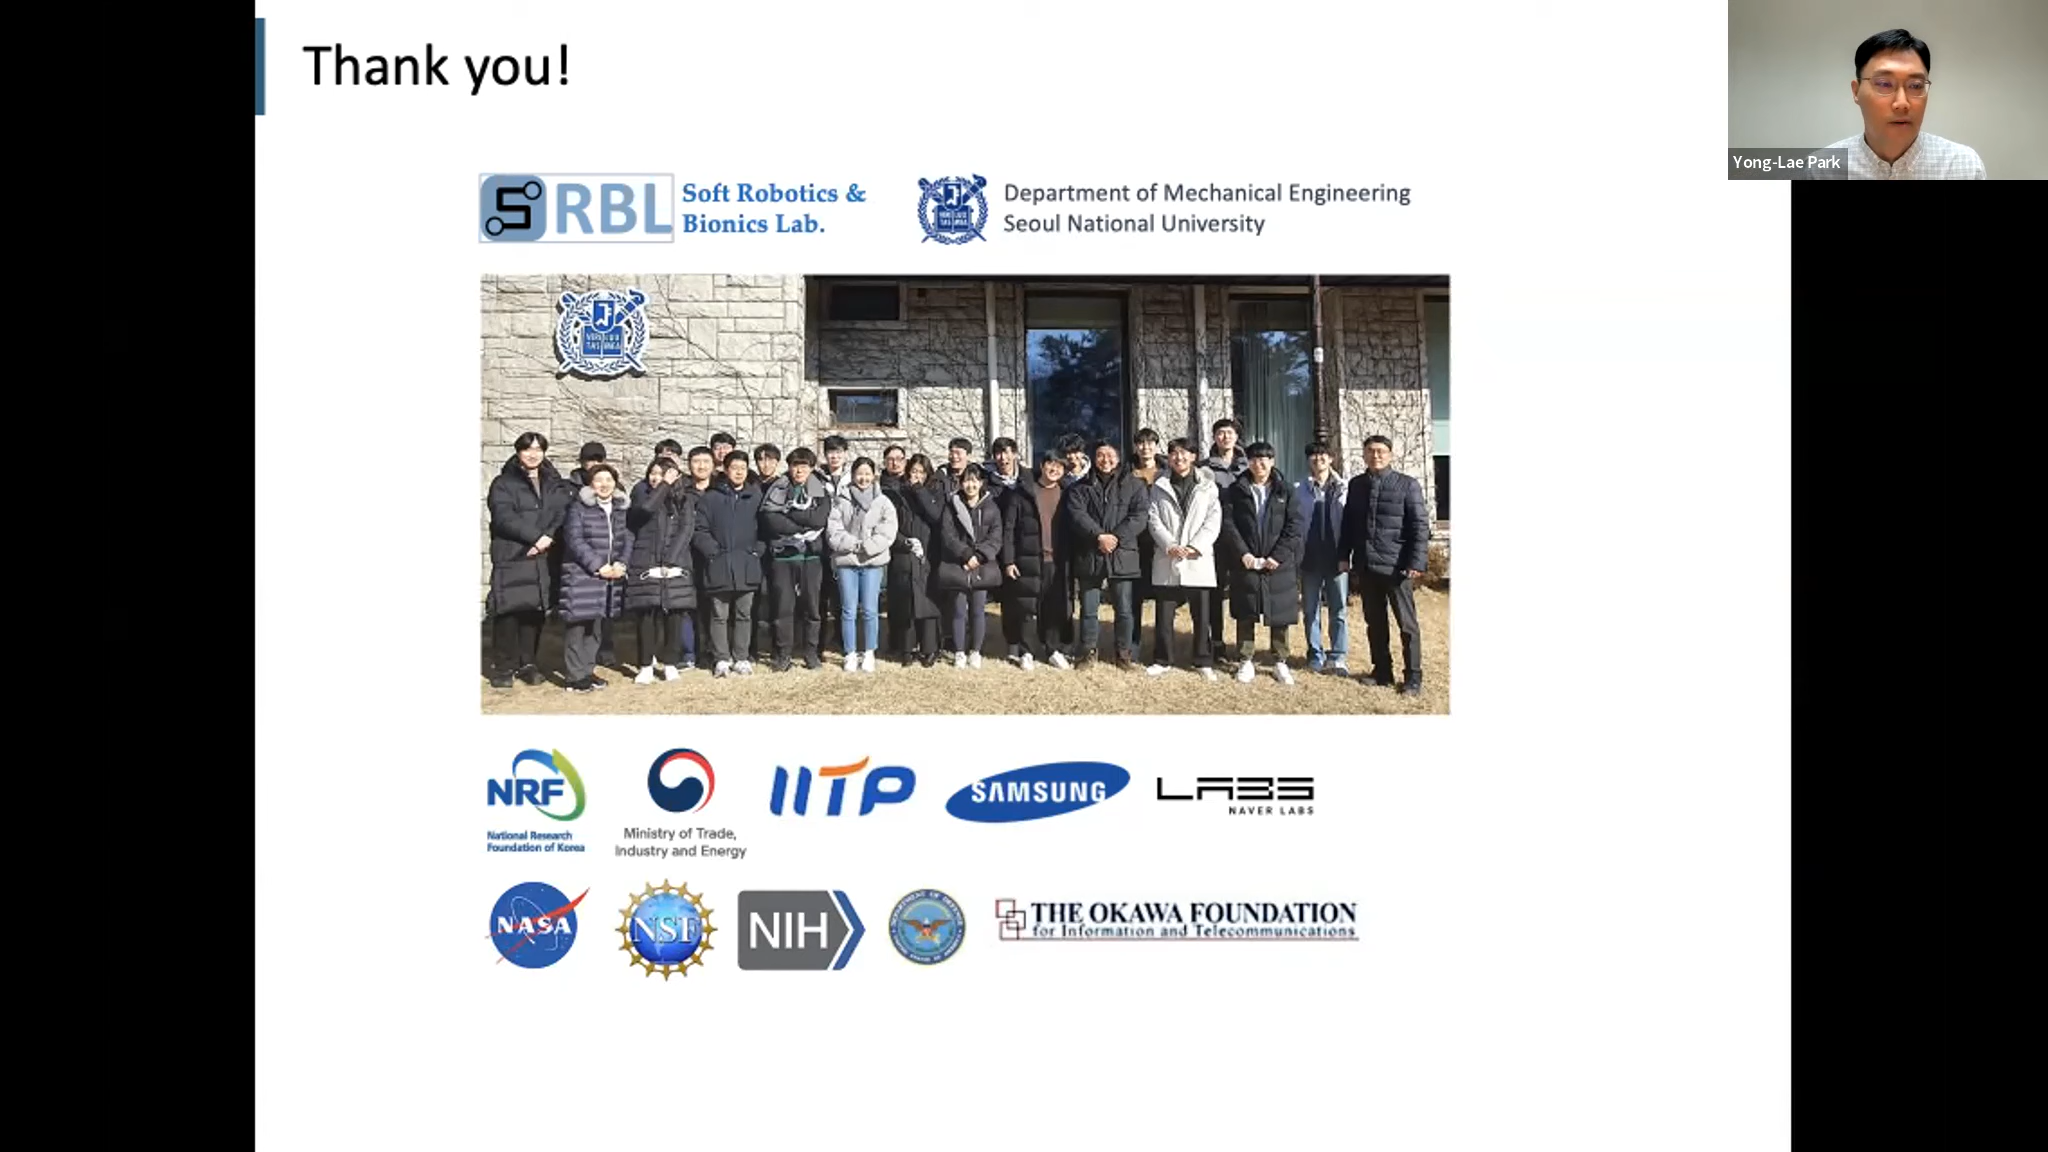 Thank you!
Yong-Lae Park
SRBL
Soft Robotics &
Bionics Lab.
Department of Mechanical Engineering
Seoul National University
NRF
National Research
Foundation of Korea
Ministry of Trade,
Industry and Energy
IITP
SAMSUNG
LABS
NAVER LABS
NASA
NSF
NIH
THE OKAWA FOUNDATION
for Information and Telecommunications